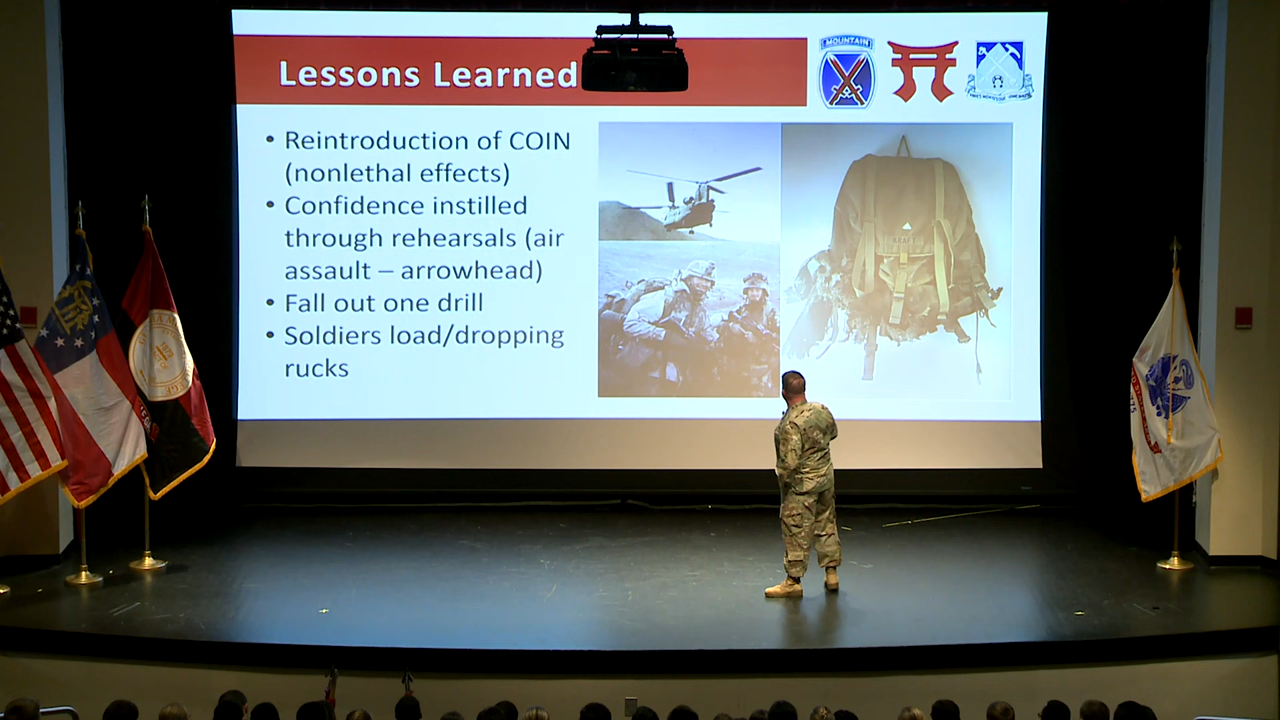 Lessons Learned
MOUNTAIN
• Reintroduction of COIN
(nonlethal effects)
• Confidence instilled
through rehearsals (air
assault – arrowhead)
• Fall out one drill
• Soldiers load/dropping
rucks
KRAFT